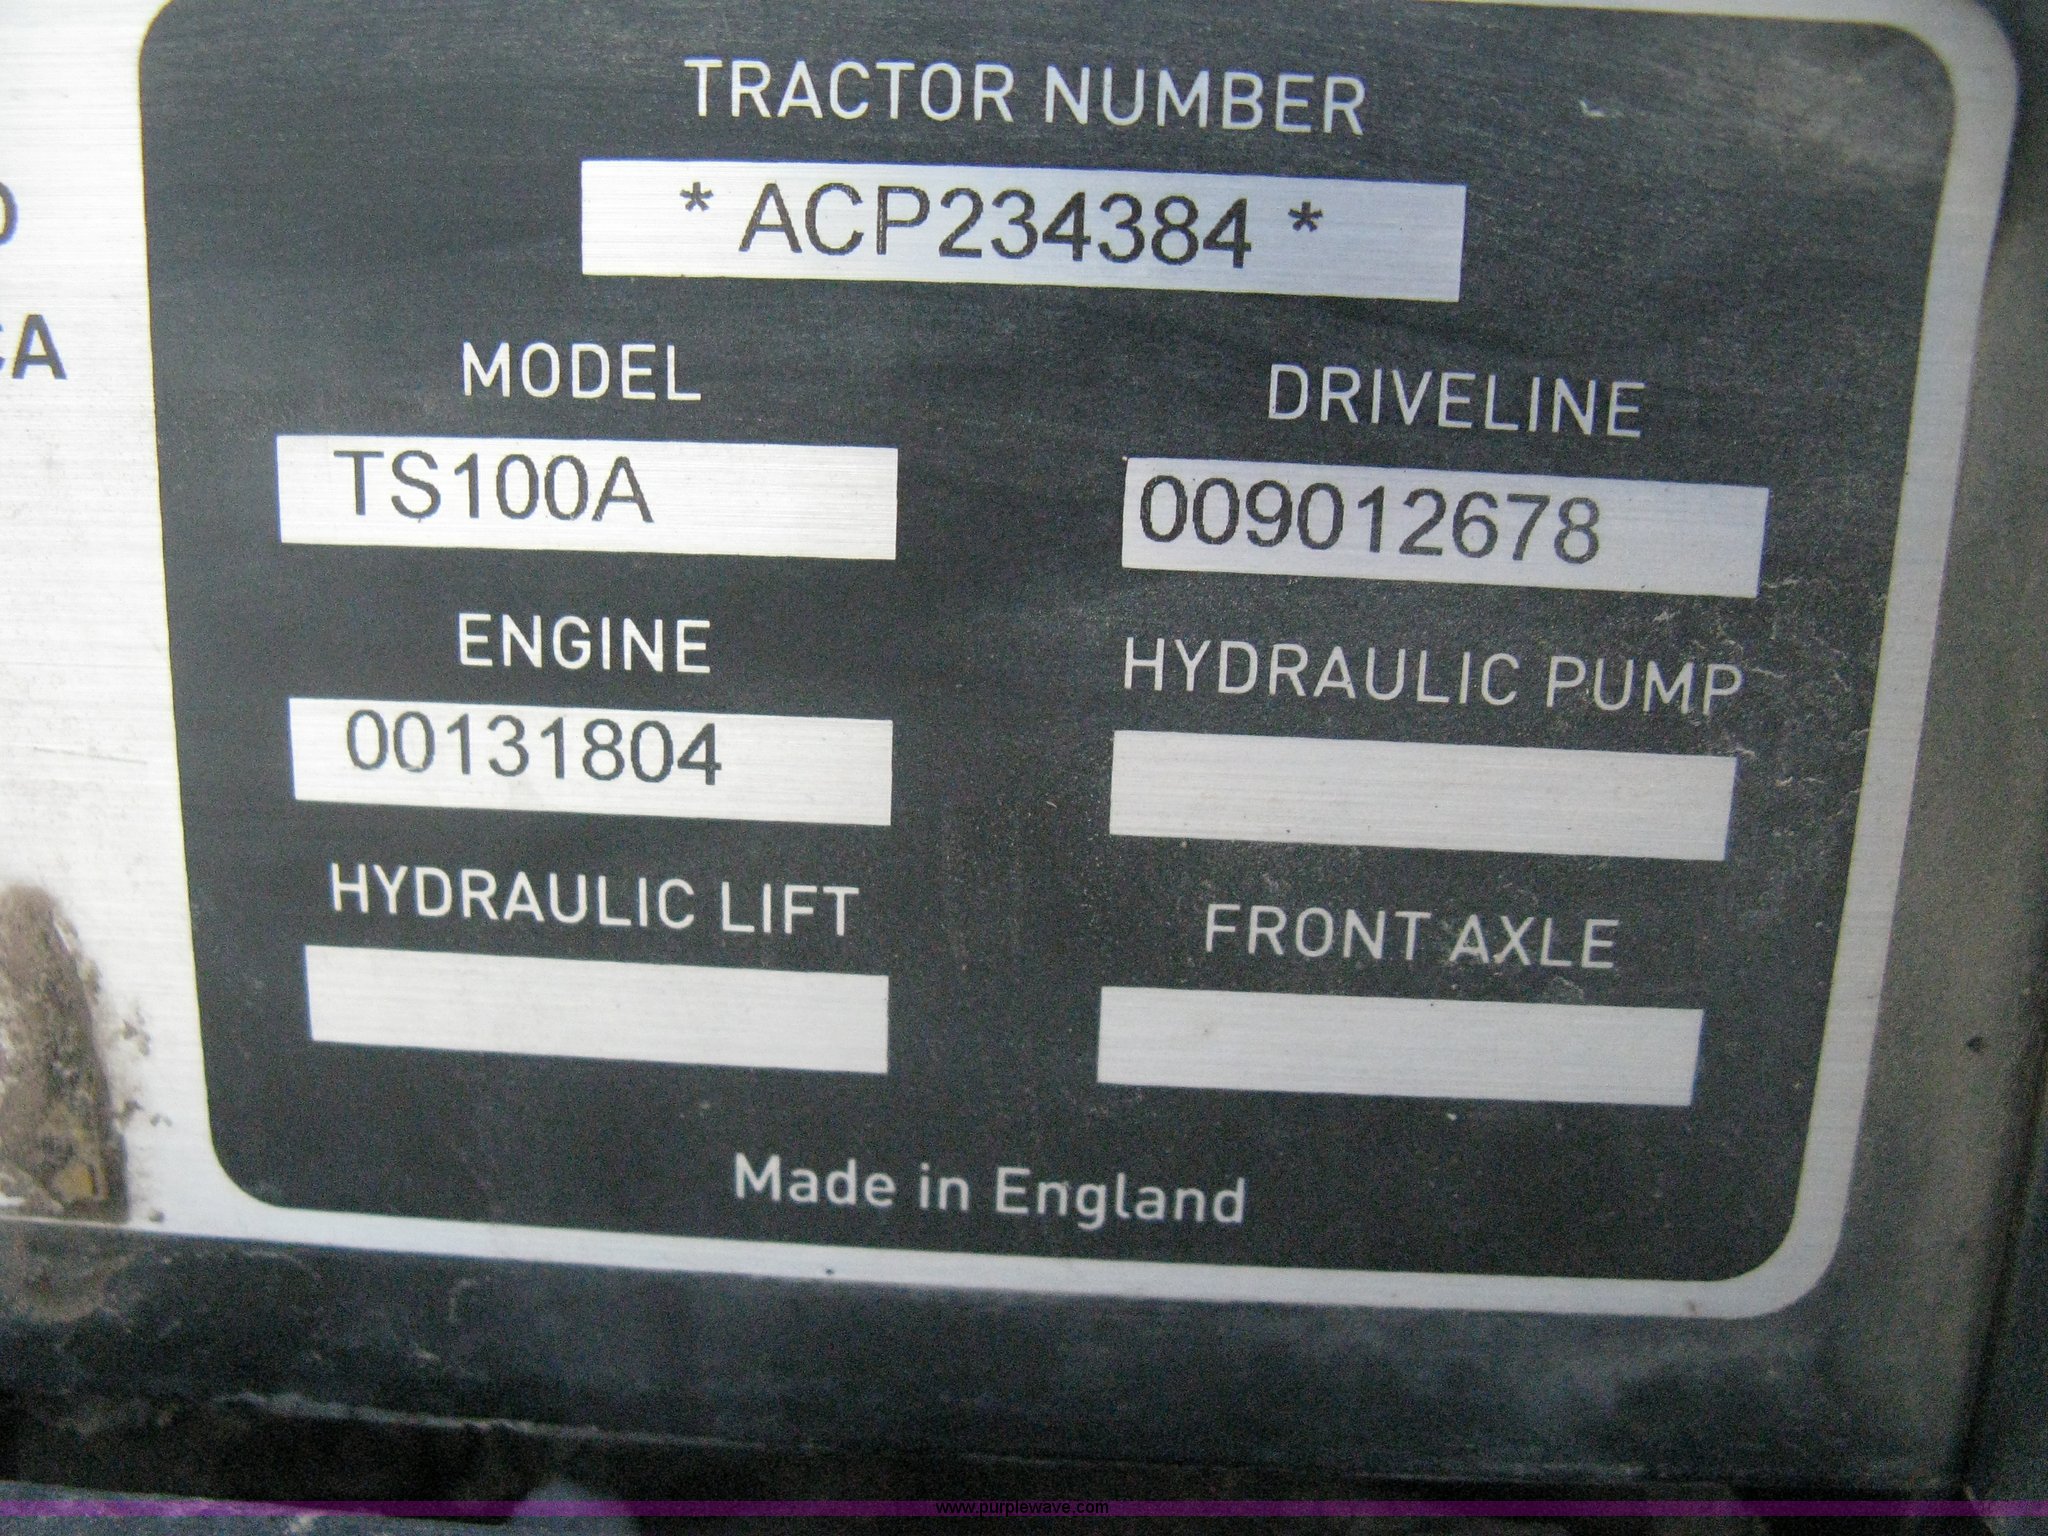 TRACTOR NUMBER
* ACP234384 *
CA
MODEL
DRIVELINE
TS100A
009012678
ENGINE
HYDRAULIC PUMP
00131804
HYDRAULIC LIFT
FRONT AXLE
Made in England
www.purplewave.com